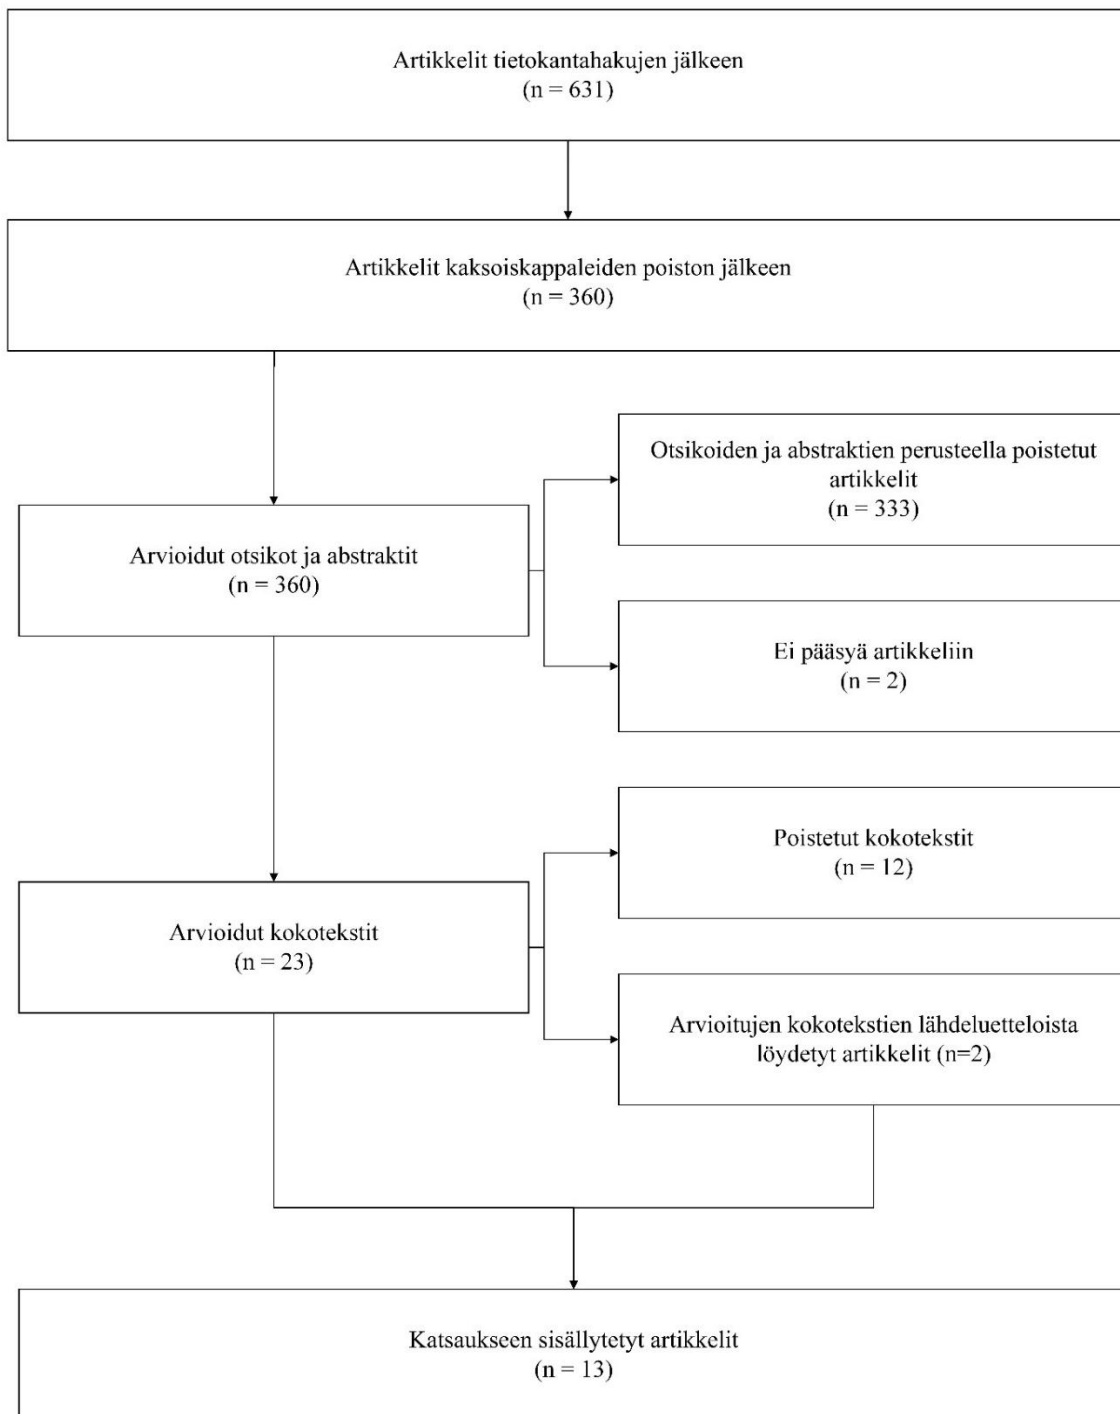 Artikkelit tietokantahakujen jälkeen
(n = 631)
Artikkelit kaksoiskappaleiden poiston jälkeen
(n = 360)
Otsikoiden ja abstraktien perusteella poistetut
artikkelit
(n = 333)
Arvioidut otsikot ja abstraktit
(n = 360)
Ei pääsyä artikkeliin
(n = 2)
Poistetut kokotekstit
(n = 12)
Arvioidut kokotekstit
(n = 23)
Arvioitujen kokotekstien lähdeluetteloista
löydetyt artikkelit (n=2)
Katsaukseen sisällytetyt artikkelit
(n = 13)